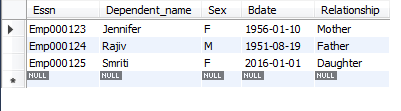 Essn Dependent_name Sex Bdate Relationship
Emp000123 Jennifer F 1956-01-10 Mother
Emp000124 Rajiv M 1951-08-19 Father
Emp000125 Smriti F 2016-01-01 Daughter
NULL NULL NULL NULL NULL